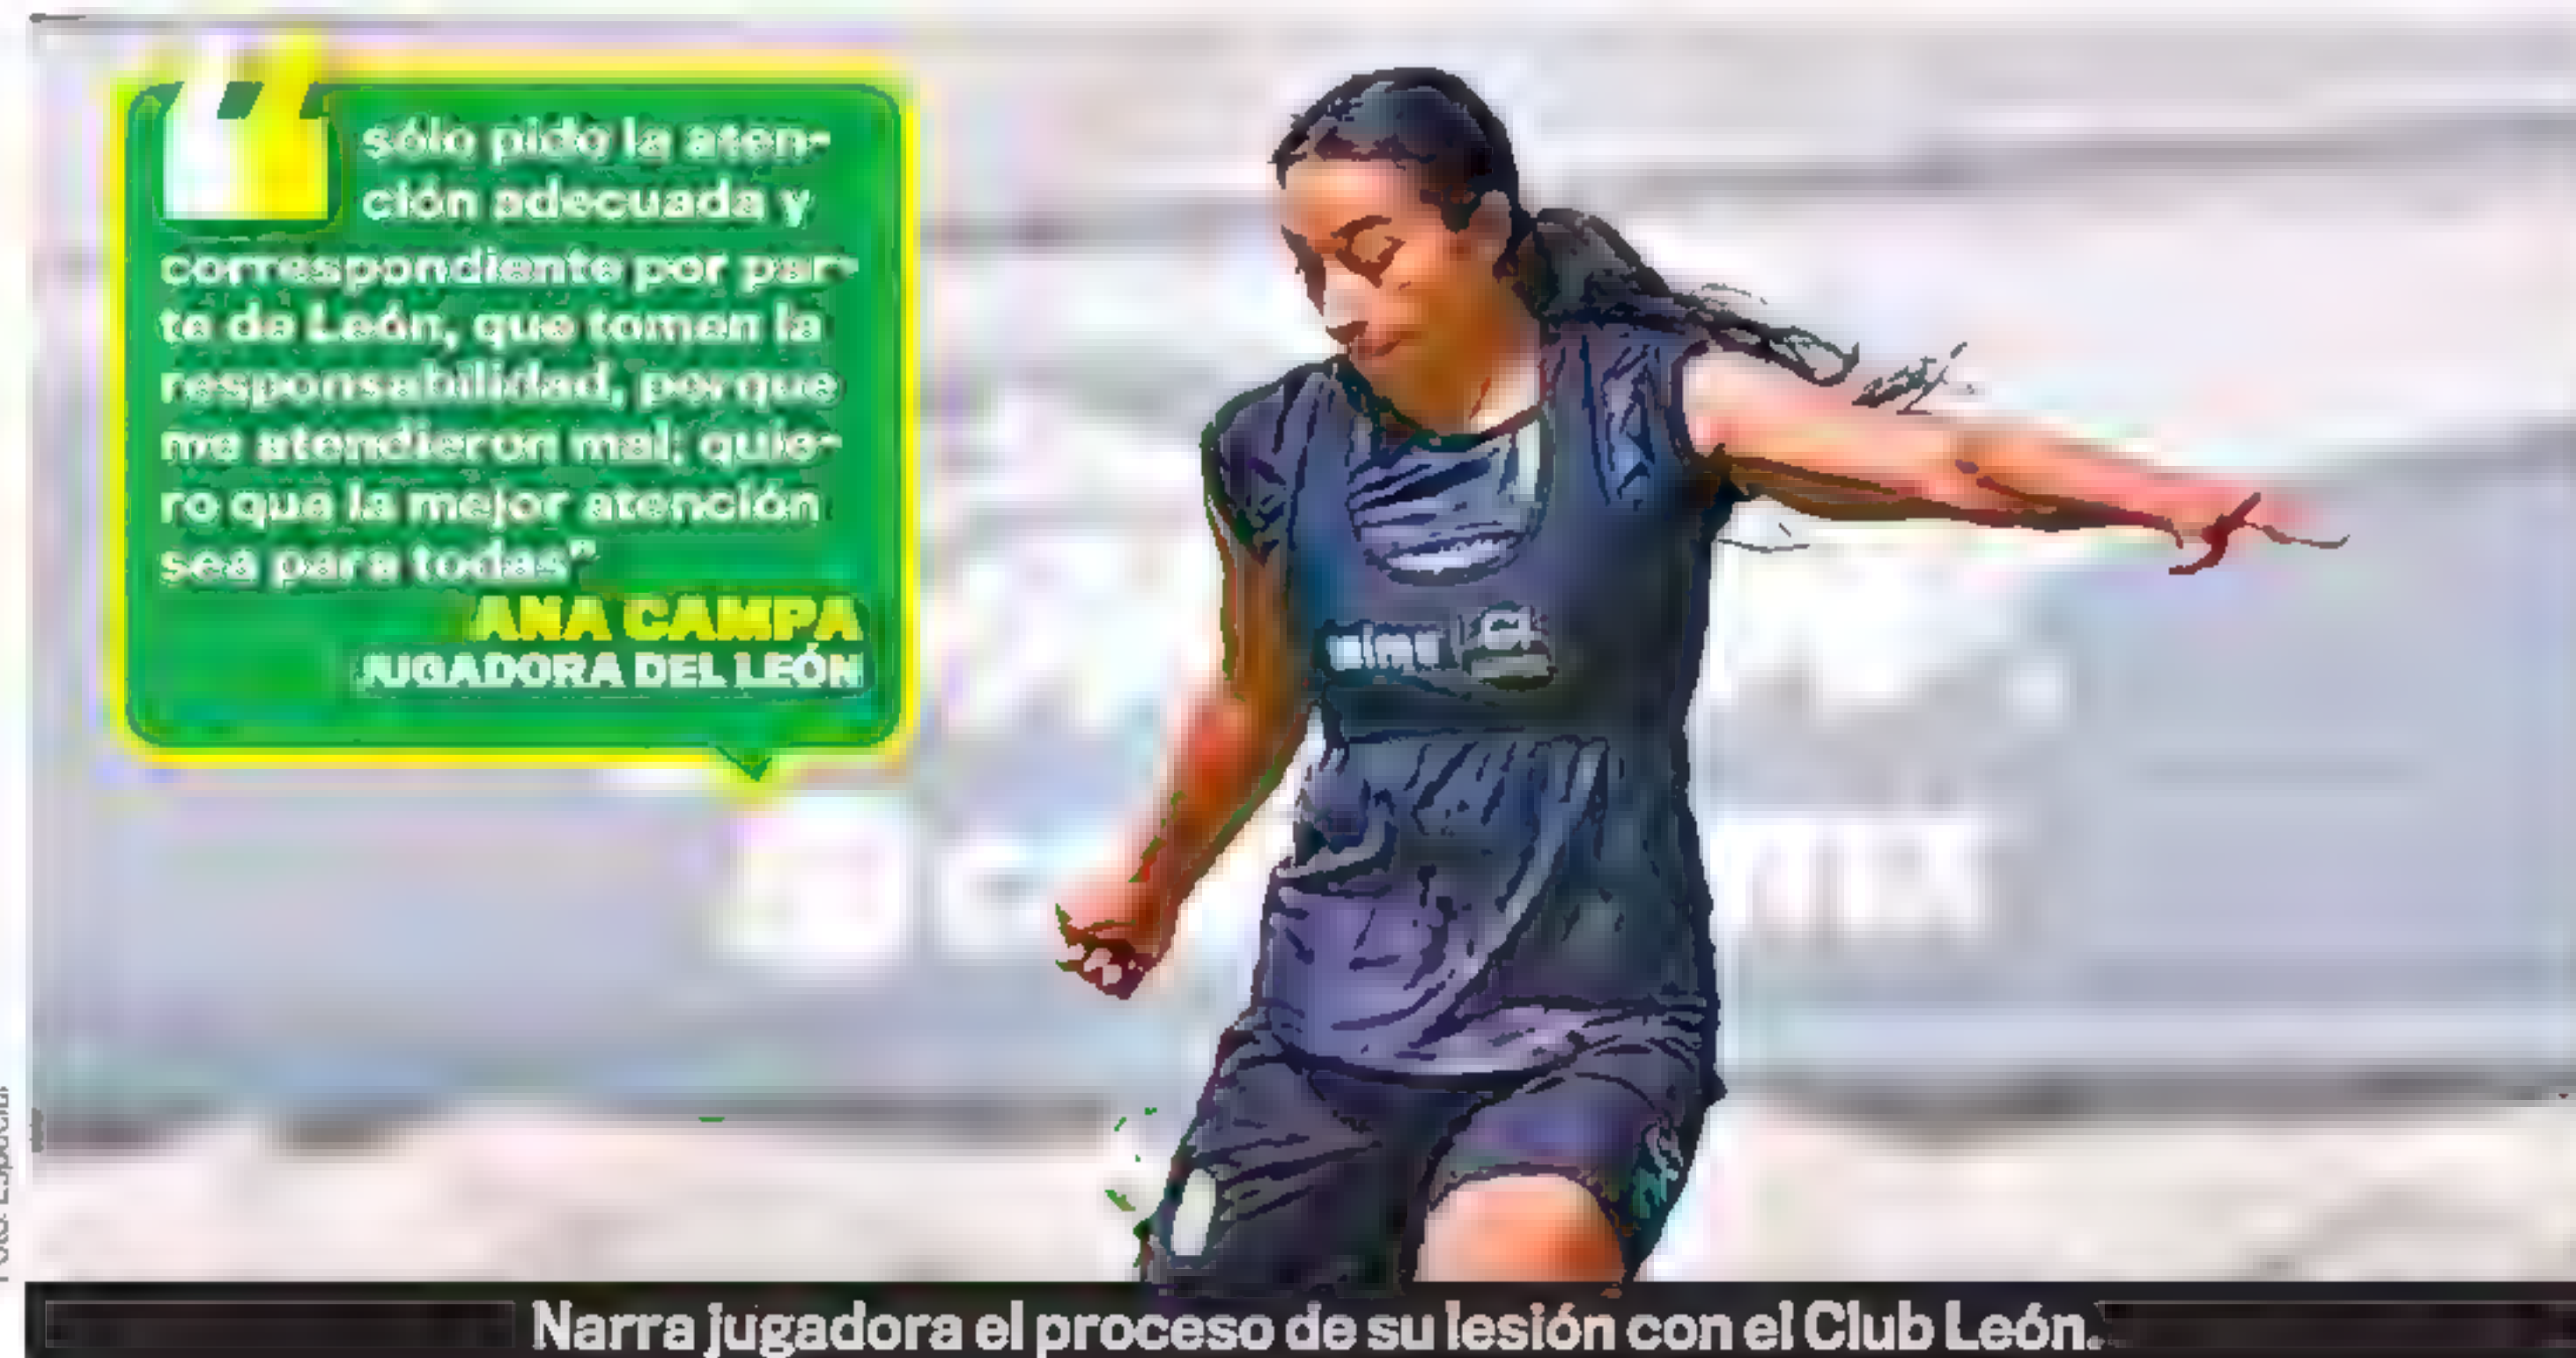 sólo pido la aten-
ción adecuada y
correspondiente por par-
te de León, que toman la
responsabilidad, porque
me atendieron mal; quie-
ro que la mejor atención
sea para todas"
ANA CAMPA
JUGADORA DEL LEÓN
Narra jugadora el proceso de su lesión con el Club León.